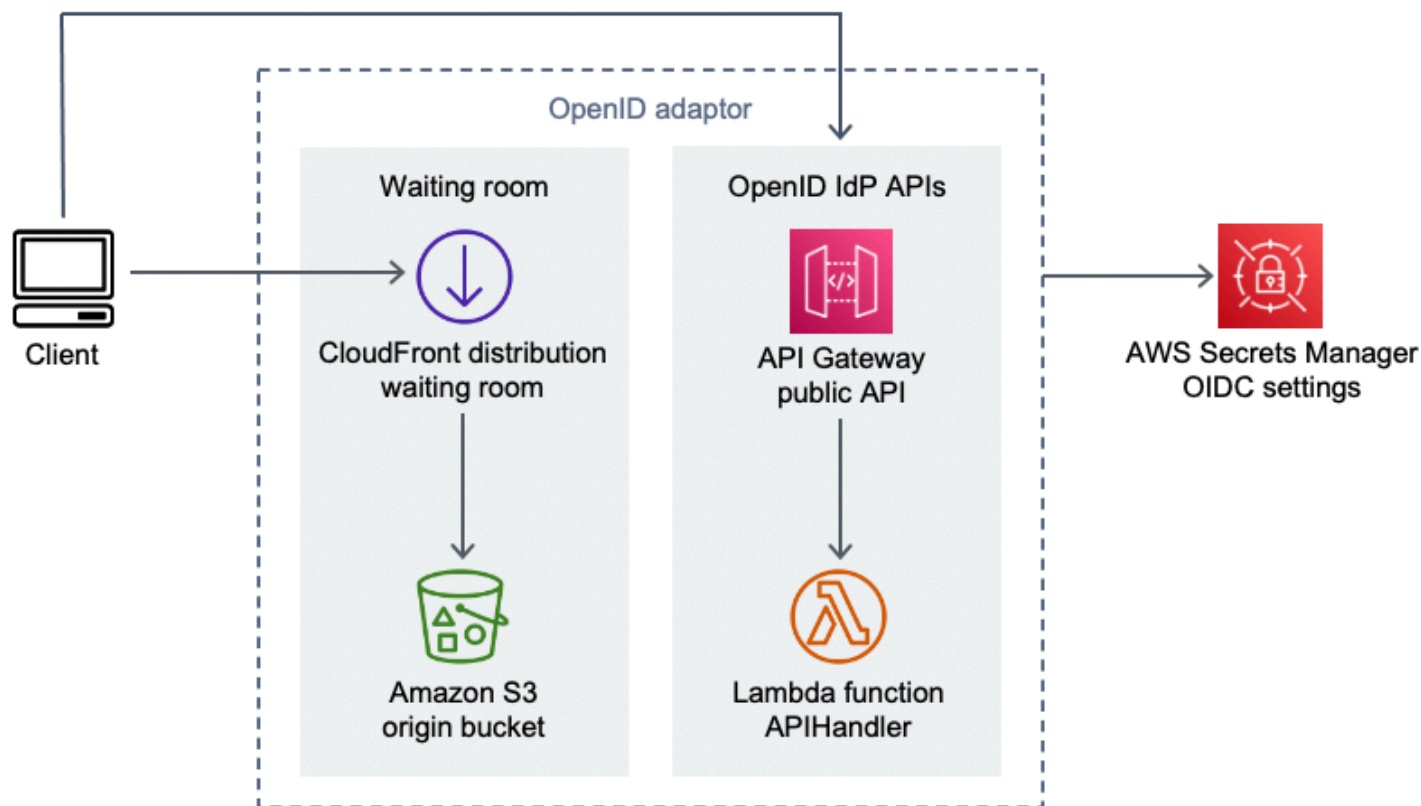 OpenID adaptor
Waiting room
OpenID IdP APIs
</>
Client
CloudFront distribution
waiting room
API Gateway
public API
AWS Secrets Manager
OIDC settings
Amazon S3
origin bucket
Lambda function
APIHandler